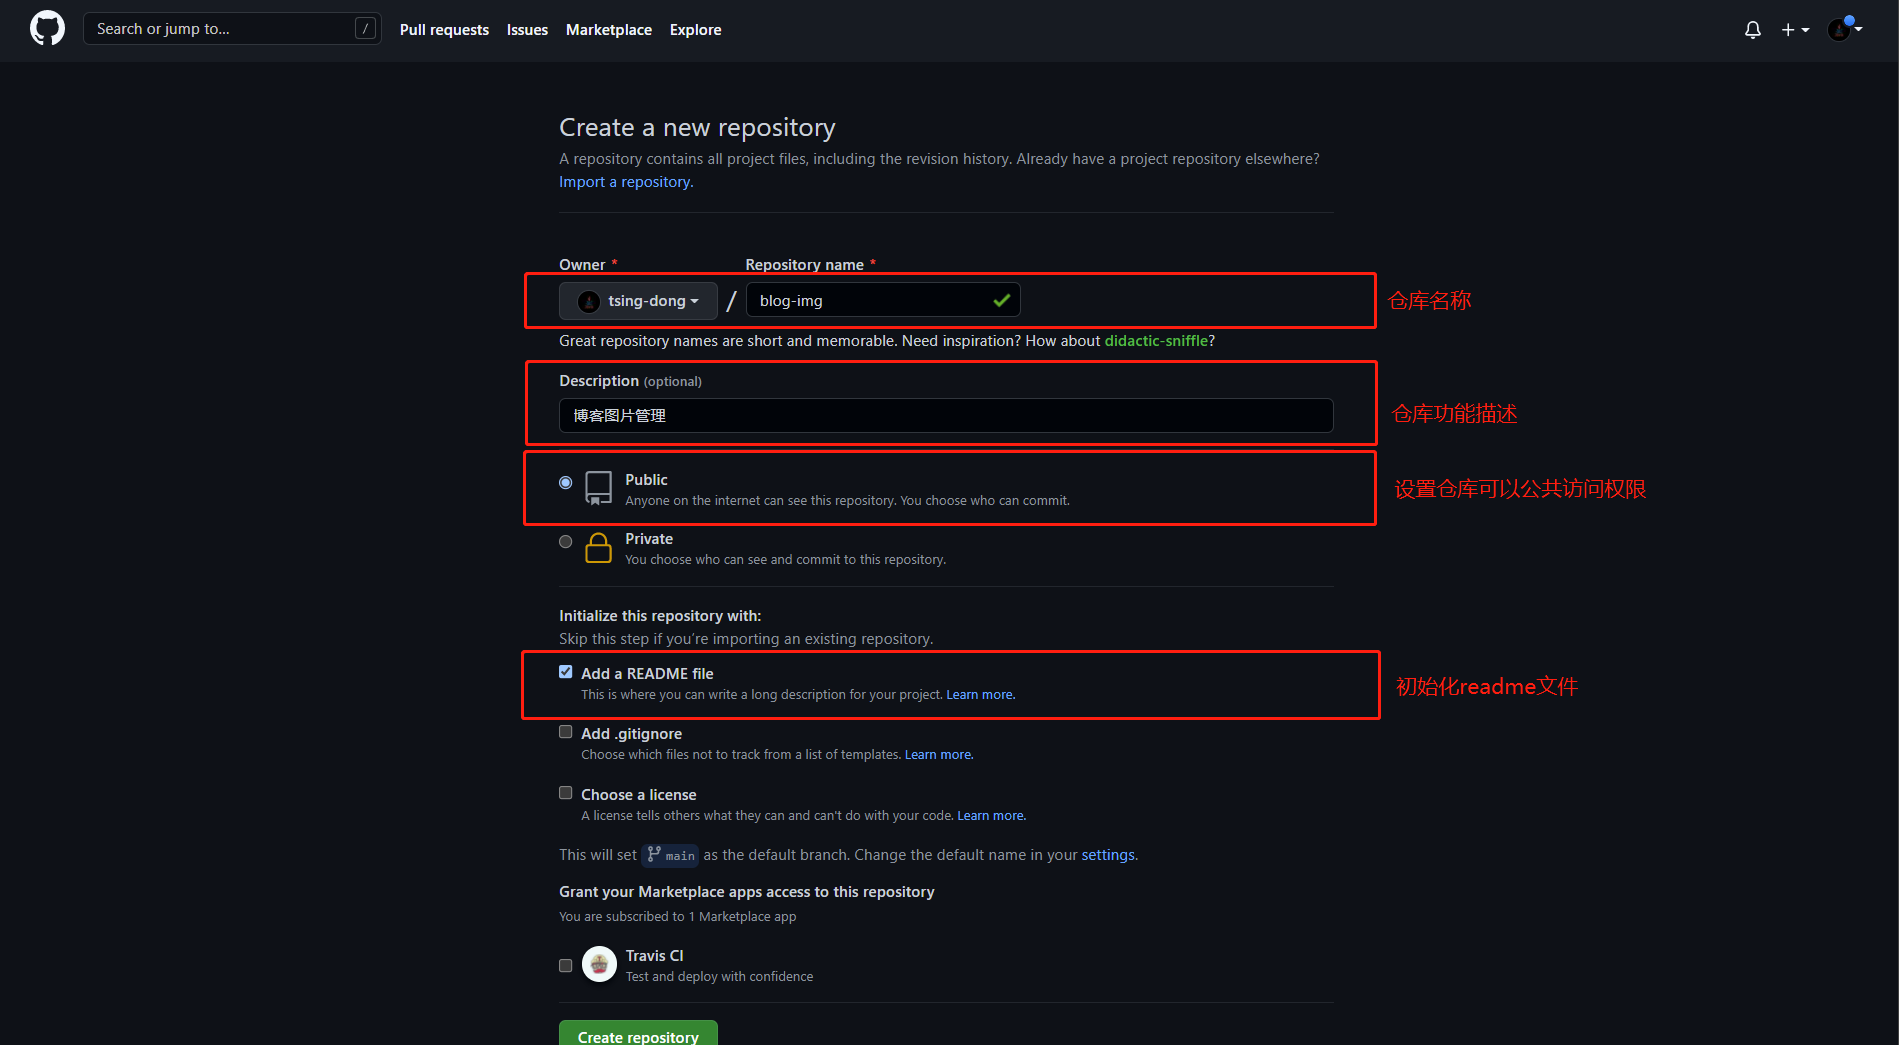 Search or jump to... /
Pull requests Issues Marketplace Explore
Create a new repository
A repository contains all project files, including the revision history. Already have a project repository elsewhere?
Import a repository.
Owner * Repository name *
tsing-dong / blog-img 仓库名称
Great repository names are short and memorable. Need inspiration? How about didactic-sniffle?
Description (optional)
博客图片管理 仓库功能描述
Public
Anyone on the internet can see this repository. You choose who can commit.
设置仓库可以公共访问权限
Private
You choose who can see and commit to this repository.
Initialize this repository with:
Skip this step if you’re importing an existing repository.
Add a README file
This is where you can write a long description for your project. Learn more.
初始化readme文件
Add .gitignore
Choose which files not to track from a list of templates. Learn more.
Choose a license
A license tells others what they can and can't do with your code. Learn more.
This will set main as the default branch. Change the default name in your settings.
Grant your Marketplace apps access to this repository
You are subscribed to 1 Marketplace app
Travis CI
Test and deploy with confidence
Create repository